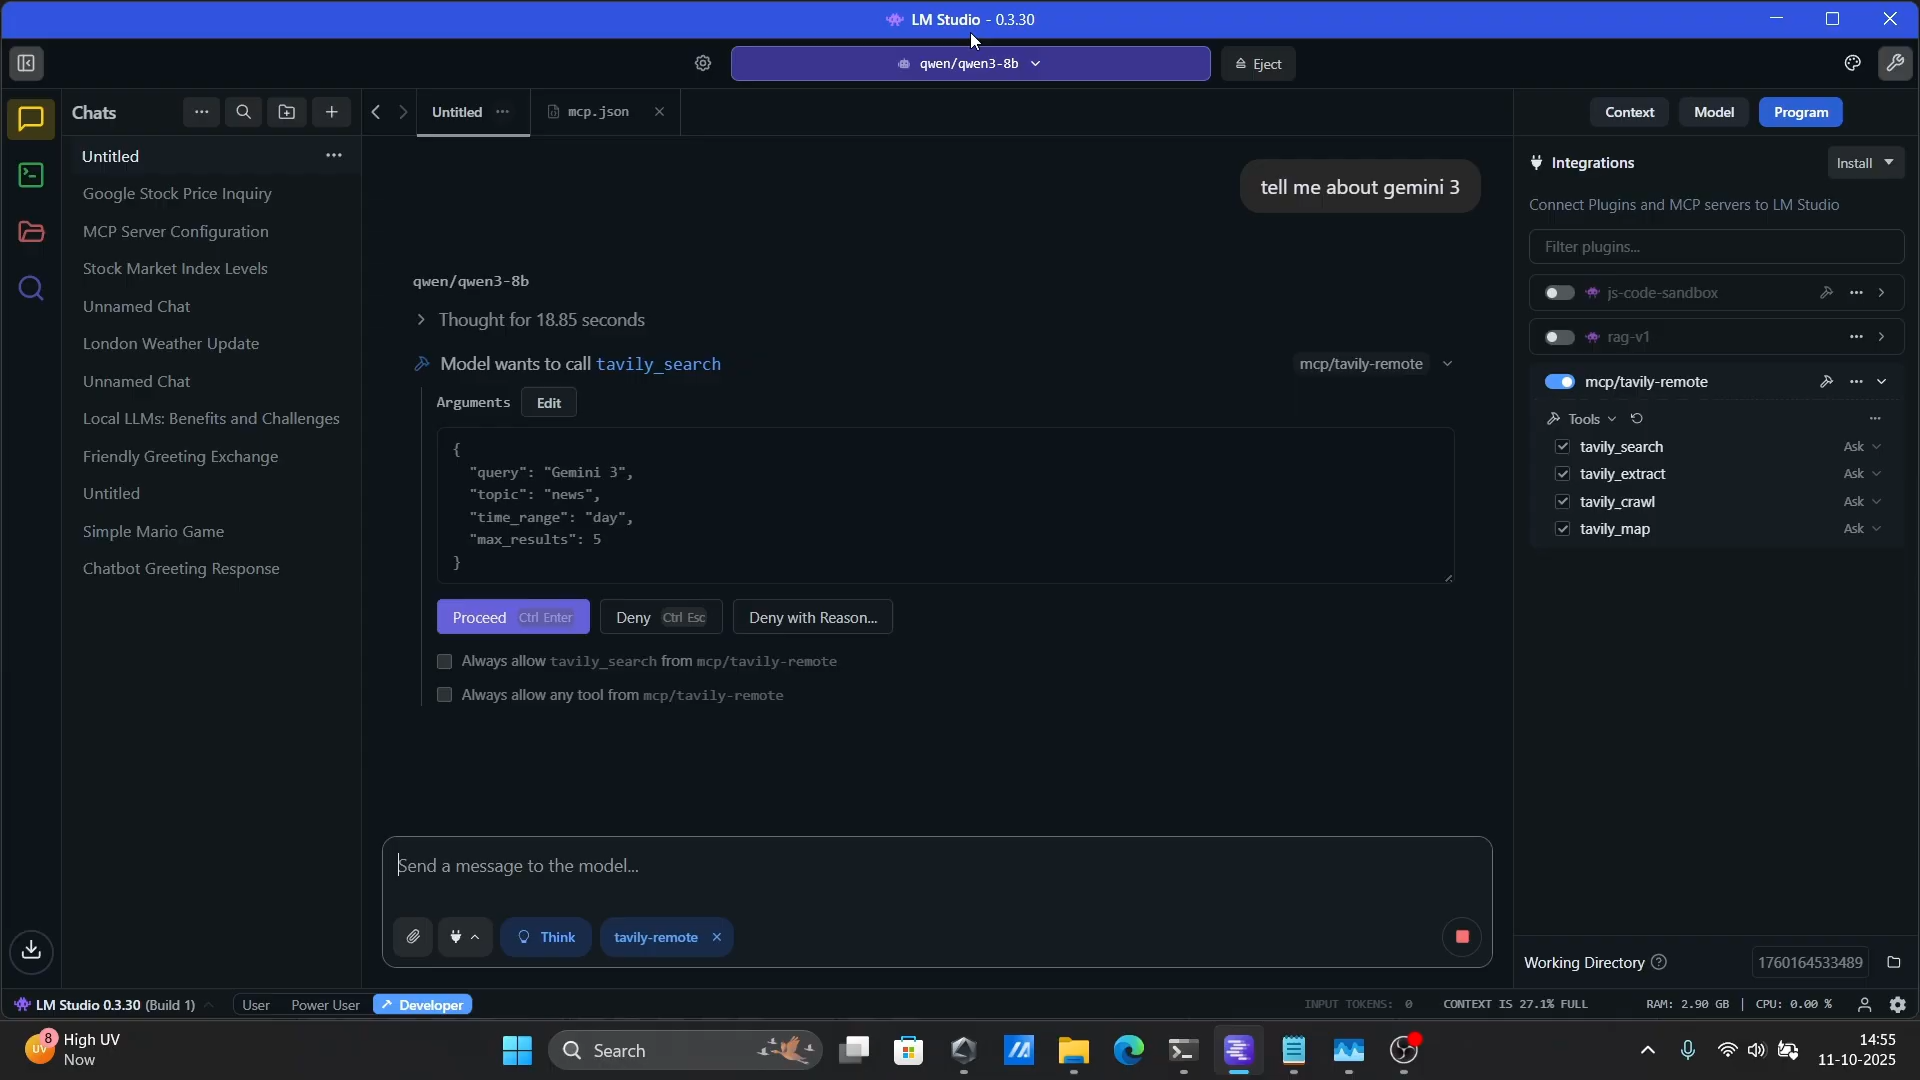 LM Studio - 0.3.30
qwen/qwen3-8b
Eject
Chats
Untitled
mcp.json
Context
Model
Program
Untitled
Google Stock Price Inquiry
MCP Server Configuration
Stock Market Index Levels
Unnamed Chat
London Weather Update
Unnamed Chat
Local LLMs: Benefits and Challenges
Friendly Greeting Exchange
Untitled
Simple Mario Game
Chatbot Greeting Response
tell me about gemini 3
qwen/qwen3-8b
Thought for 18.85 seconds
Model wants to call tavily_search
mcp/tavily-remote
Arguments
Edit
{
"query": "Gemini 3",
"topic": "news",
"time_range": "day",
"max_results": 5
}
Proceed Ctrl Enter
Deny Ctrl Esc
Deny with Reason...
Always allow tavily_search from mcp/tavily-remote
Always allow any tool from mcp/tavily-remote
Send a message to the model...
Think
tavily-remote
Integrations
Install
Connect Plugins and MCP servers to LM Studio
Filter plugins...
js-code-sandbox
rag-v1
mcp/tavily-remote
Tools
tavily_search Ask
tavily_extract Ask
tavily_crawl Ask
tavily_map Ask
Working Directory
1760164533489
LM Studio 0.3.30 (Build 1)
User
Power User
Developer
INPUT TOKENS: 0
CONTEXT IS 27.1% FULL
RAM: 2.90 GB | CPU: 0.00 %
UV
8
High UV
Now
Search
14:55
11-10-2025